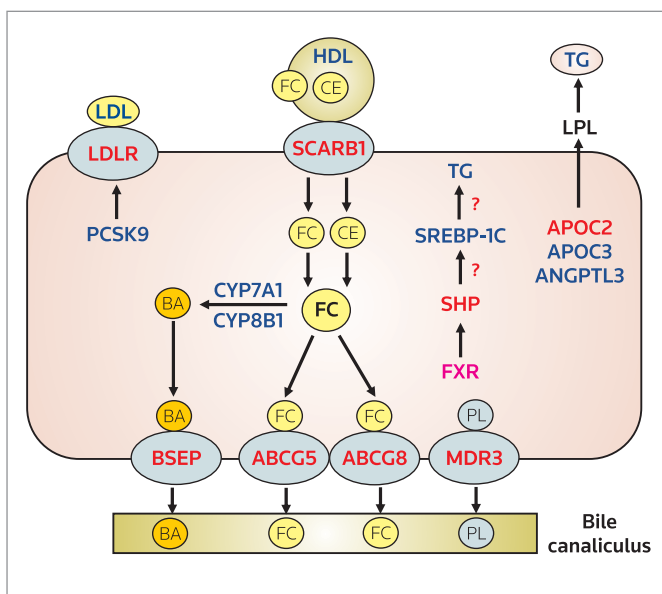 HDL
FC
CE
TG
LDL
LPL
SCARB1
LDLR
TG
?
APOC2
PCSK9
FC
CE
SREBP-1C
APOC3
ANGPTL3
?
CYP7A1
BA
FC
SHP
CYP8B1
FXR
BA
FC
FC
PL
BSEP
ABCG5
ABCG8
MDR3
BA
FC
FC
PL
Bile
canaliculus